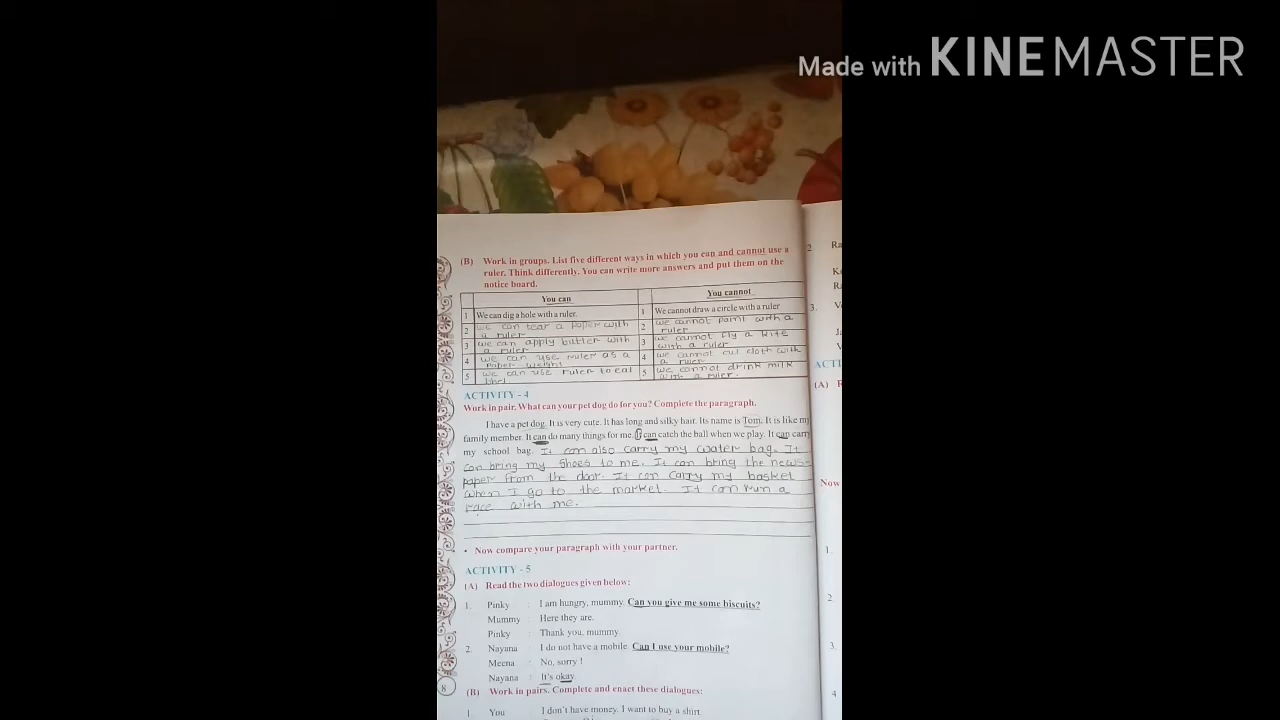 Made with KINEMASTER
(B) Work in groups. List five different ways in which you can and cannot use a
ruler. Think differently. You can write more answers and put them on the
notice board.
You can You cannot
1 We can dig a hole with a ruler. 1 We cannot draw a circle with a ruler
2 we can tear a paper with a ruler 2 we cannot paint with a ruler
3 we can apply butter with a ruler 3 we cannot fly a kite with a ruler
4 we can use ruler as a paper weight 4 we cannot cut cloth with a ruler
5 we can use ruler to eat 5 we cannot drink milk with a ruler.
ACTIVITY - 4
Work in pair. What can your pet dog do for you? Complete the paragraph.
I have a pet dog. It is very cute. It has long and silky hair. Its name is Tom. It is like my
family member. It can do many things for me. It can catch the ball when we play. It can carry
my school bag. It can also carry my water bag. It
can bring my shoes to me. It can bring the news-
paper from the door. It can carry my basket
when I go to the market. It can run a
race with me.
• Now compare your paragraph with your partner.
ACTIVITY - 5
(A) Read the two dialogues given below:
1. Pinky : I am hungry, mummy. Can you give me some biscuits?
Mummy : Here they are.
Pinky : Thank you, mummy.
2. Nayana : I do not have a mobile. Can I use your mobile?
Meena : No, sorry !
Nayana : It's okay.
8
(B) Work in pairs. Complete and enact these dialogues:
1 You I don't have money. I want to buy a shirt.
2 Ra
3.
ACTI
(A)
Now
1.
2
3.
4